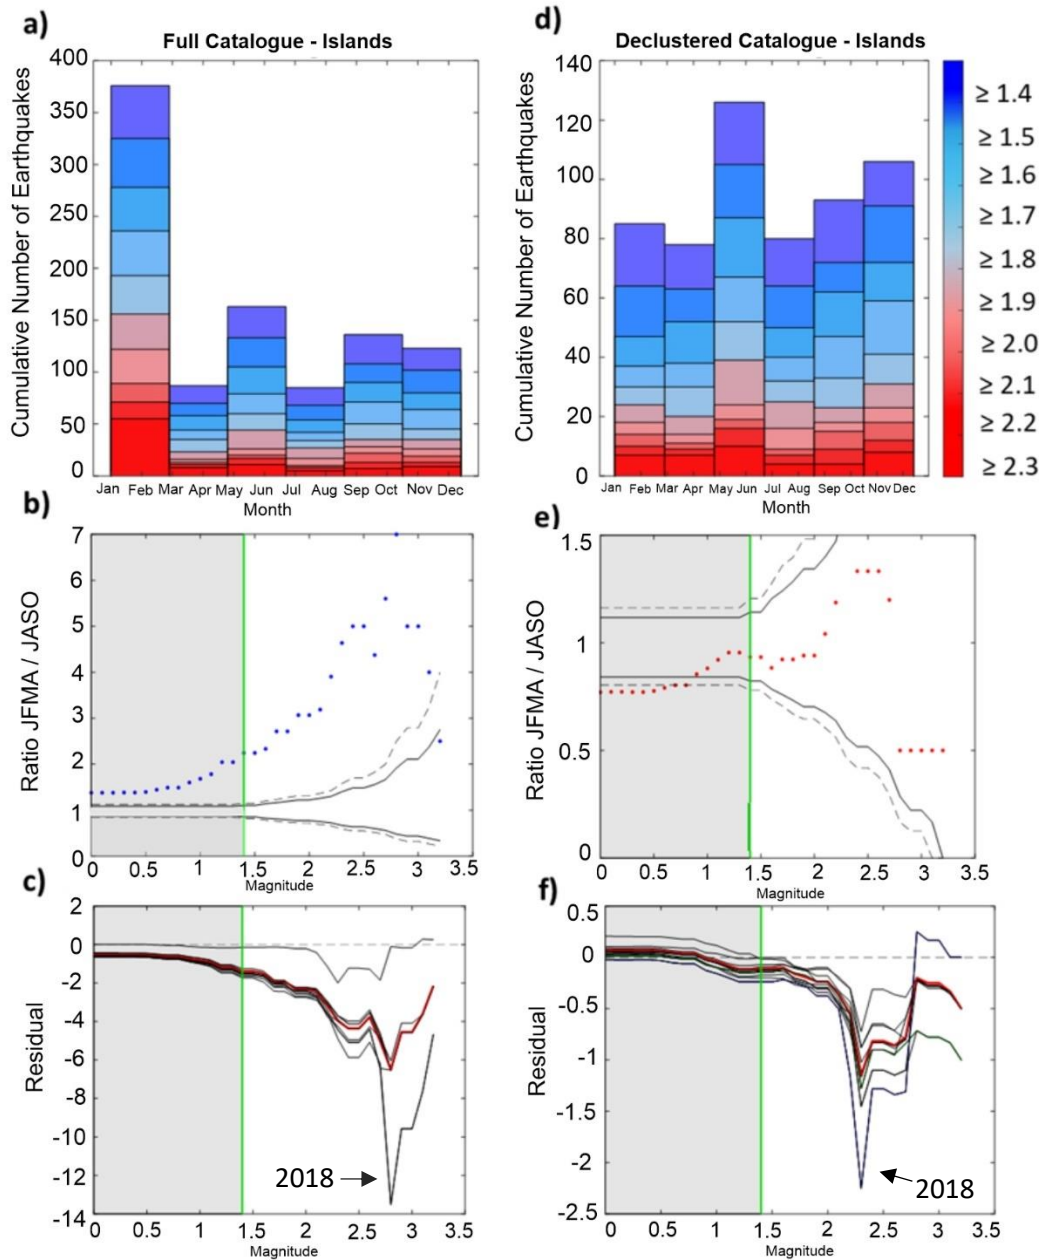 a)
Full Catalogue - Islands
Cumulative Number of Earthquakes
400
350
300
250
200
150
100
50
0
Jan Feb Mar Apr May Jun Jul Aug Sep Oct Nov Dec
Month
d)
Declustered Catalogue - Islands
Cumulative Number of Earthquakes
140
120
100
80
60
40
20
0
Jan Feb Mar Apr May Jun Jul Aug Sep Oct Nov Dec
Month
≥ 1.4
≥ 1.5
≥ 1.6
≥ 1.7
≥ 1.8
≥ 1.9
≥ 2.0
≥ 2.1
≥ 2.2
≥ 2.3
b)
Ratio JFMA / JASO
7
6
5
4
3
2
1
0
0 0.5 1 1.5 2 2.5 3 3.5
Magnitude
e)
Ratio JFMA / JASO
1.5
1
0.5
0
0 0.5 1 1.5 2 2.5 3 3.5
Magnitude
c)
Residual
2
0
-2
-4
-6
-8
-10
-12
-14
2018
0 0.5 1 1.5 2 2.5 3 3.5
Magnitude
f)
Residual
0.5
0
-0.5
-1
-1.5
-2
-2.5
2018
0 0.5 1 1.5 2 2.5 3 3.5
Magnitude